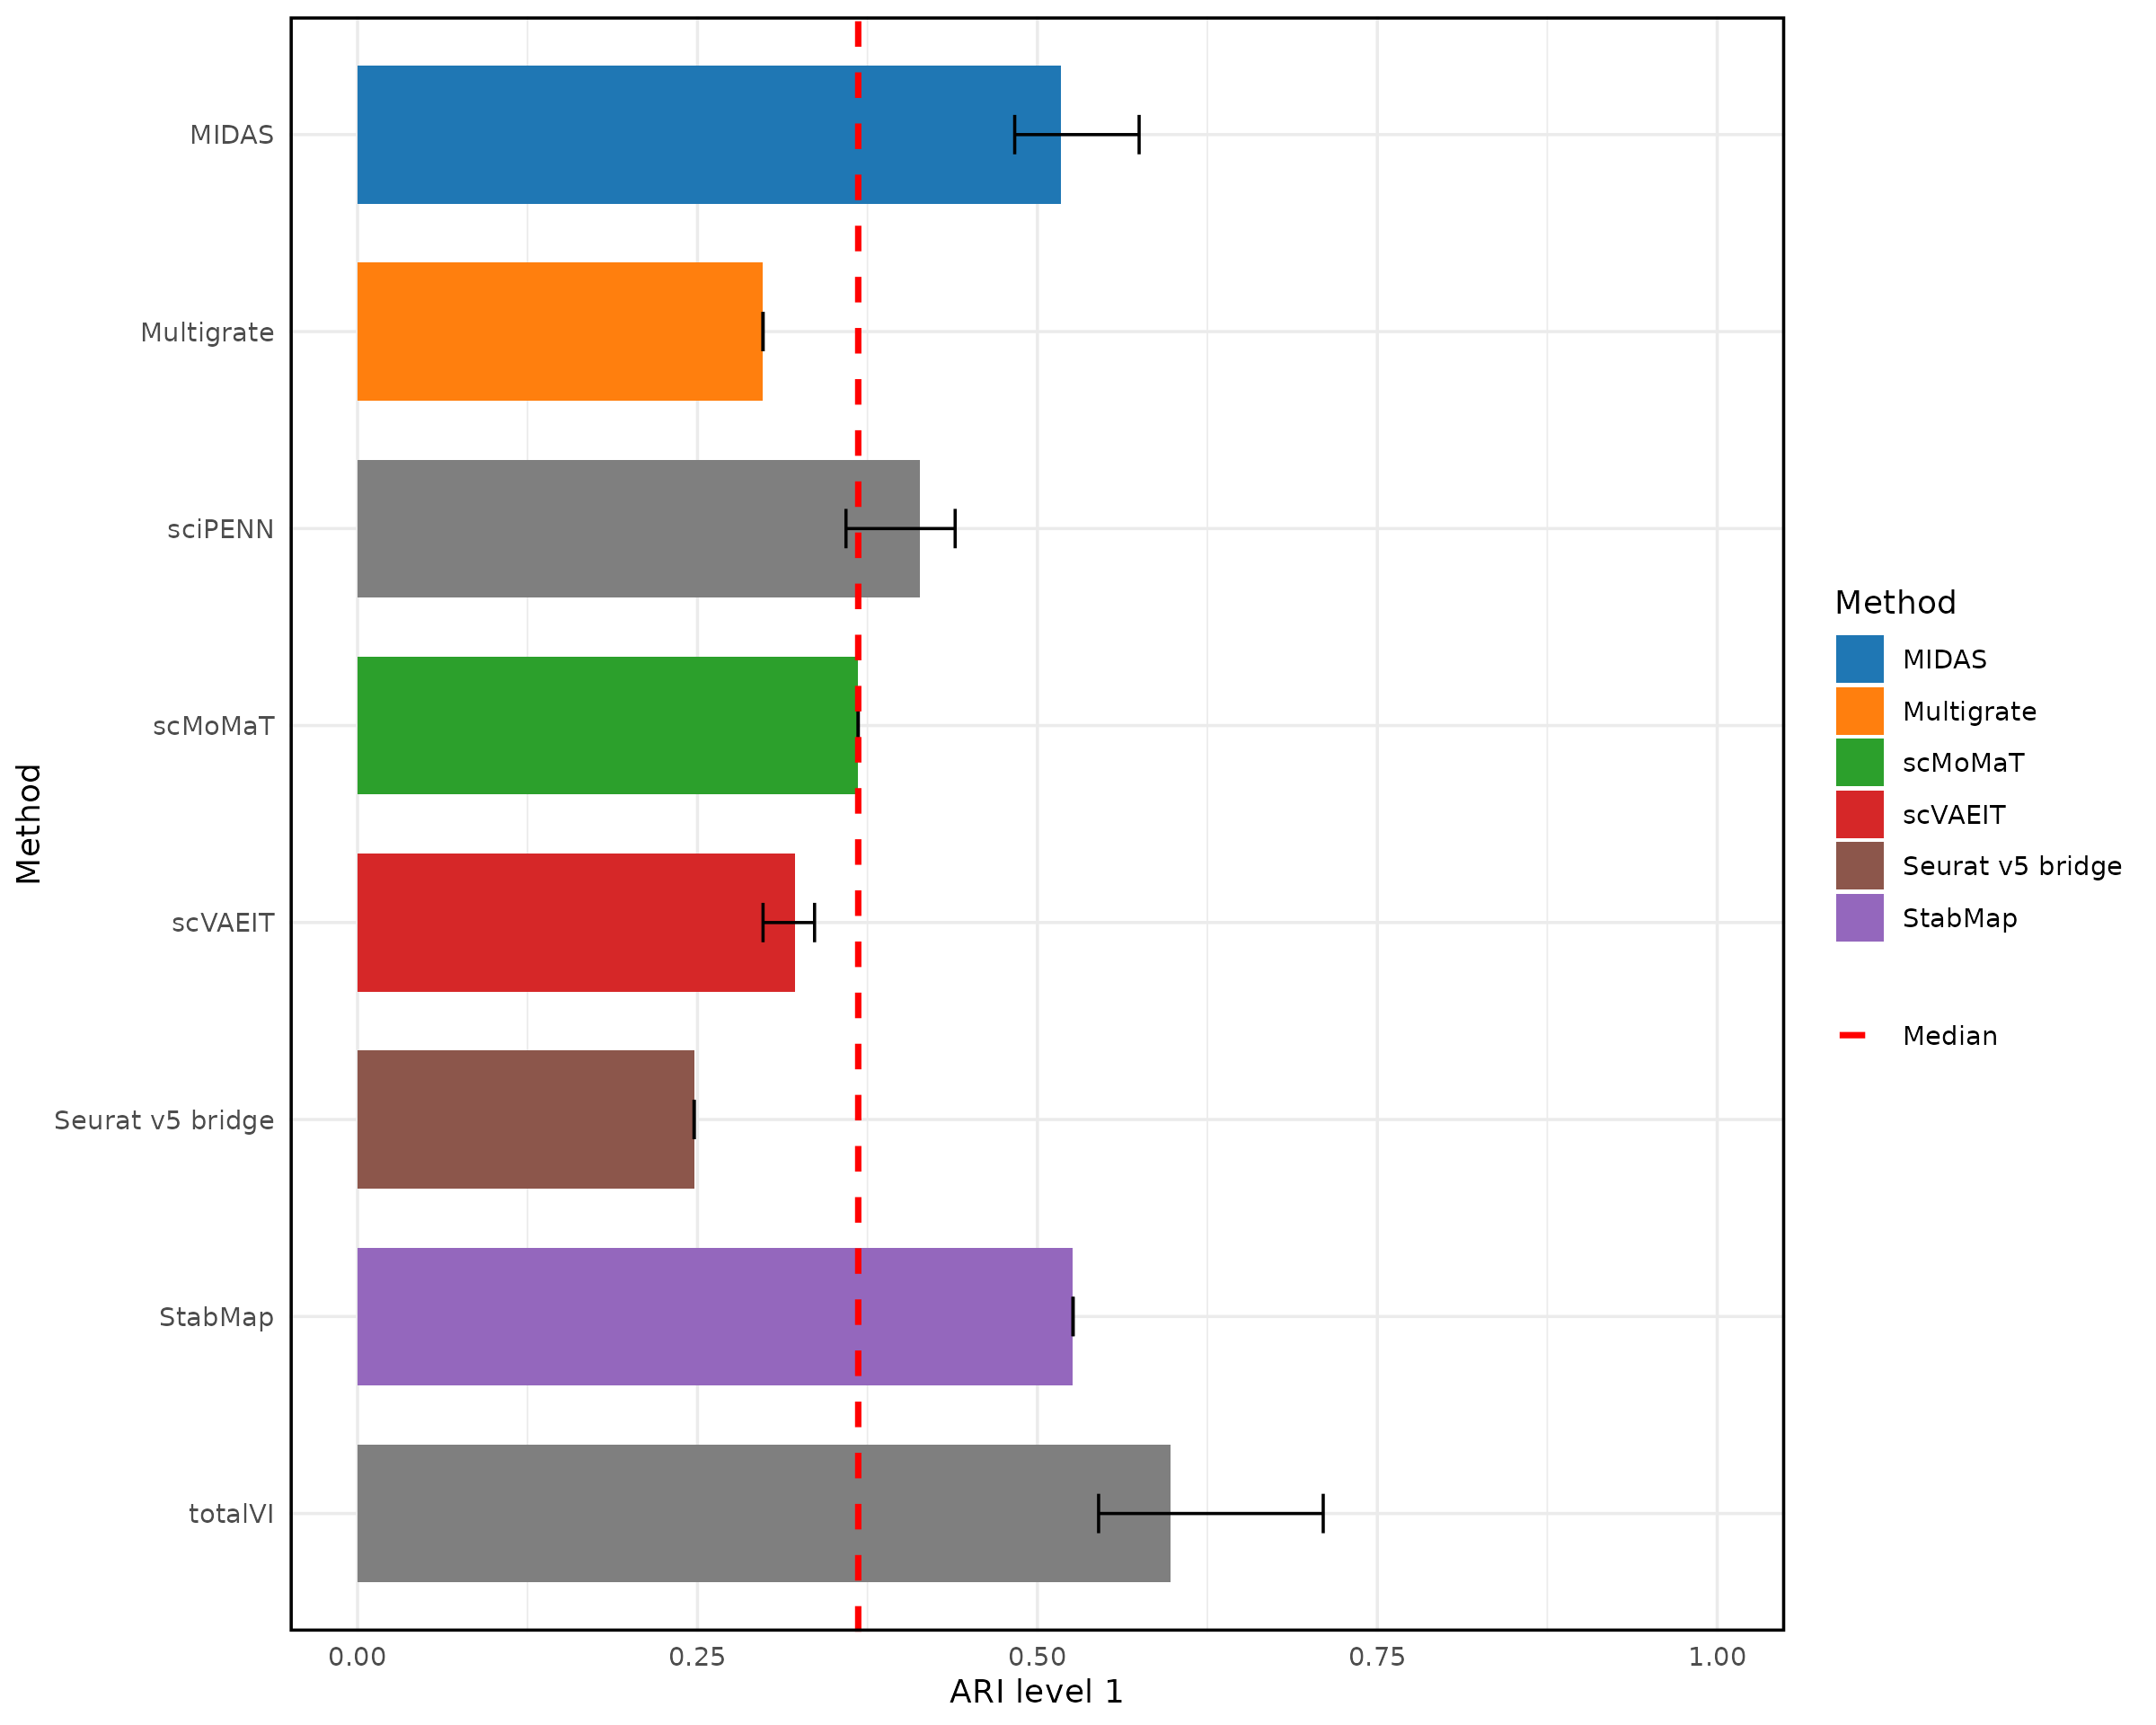 MIDAS
Multigrate
sciPENN
scMoMaT
scVAEIT
Seurat v5 bridge
StabMap
totalVI
Method
0.00 0.25 0.50 0.75 1.00
ARI level 1
Method
MIDAS
Multigrate
scMoMaT
scVAEIT
Seurat v5 bridge
StabMap
Median